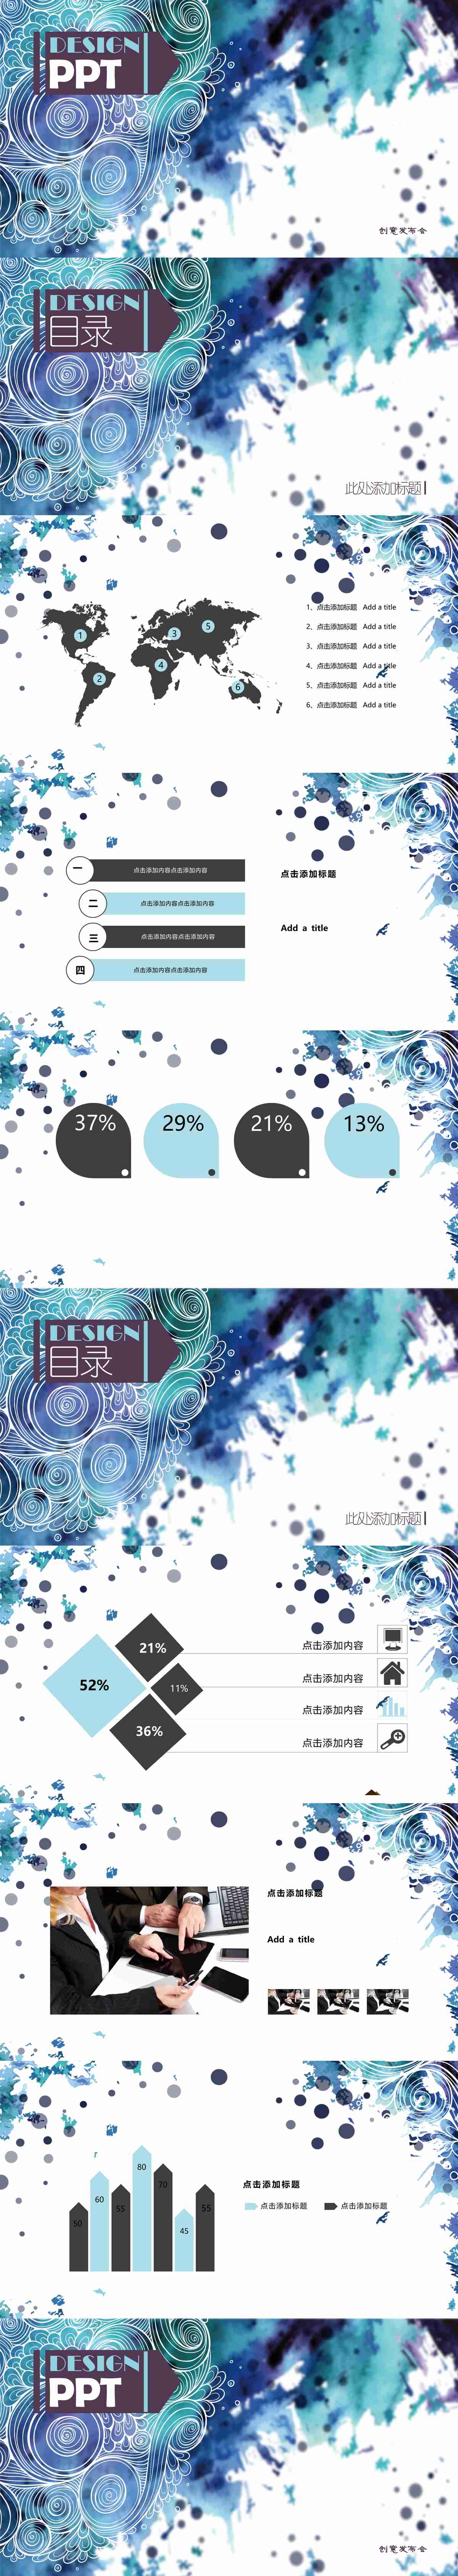 DESIGN
PPT
创意发布会
DESIGN
目录
此处添加标题
1
2
3
4
5
6
1、点击添加标题 Add a title
2、点击添加标题 Add a title
3、点击添加标题 Add a title
4、点击添加标题 Add a title
5、点击添加标题 Add a title
6、点击添加标题 Add a title
一 点击添加内容点击添加内容
二 点击添加内容点击添加内容
三 点击添加内容点击添加内容
四 点击添加内容点击添加内容
点击添加标题
Add a title
37% 29% 21% 13%
DESIGN
目录
此处添加标题
52%
21%
11%
36%
点击添加内容
点击添加内容
点击添加内容
点击添加内容
点击添加标题
Add a title
50 60 55 80 70 45 55
点击添加标题
点击添加标题 点击添加标题
DESIGN
PPT
创意发布会